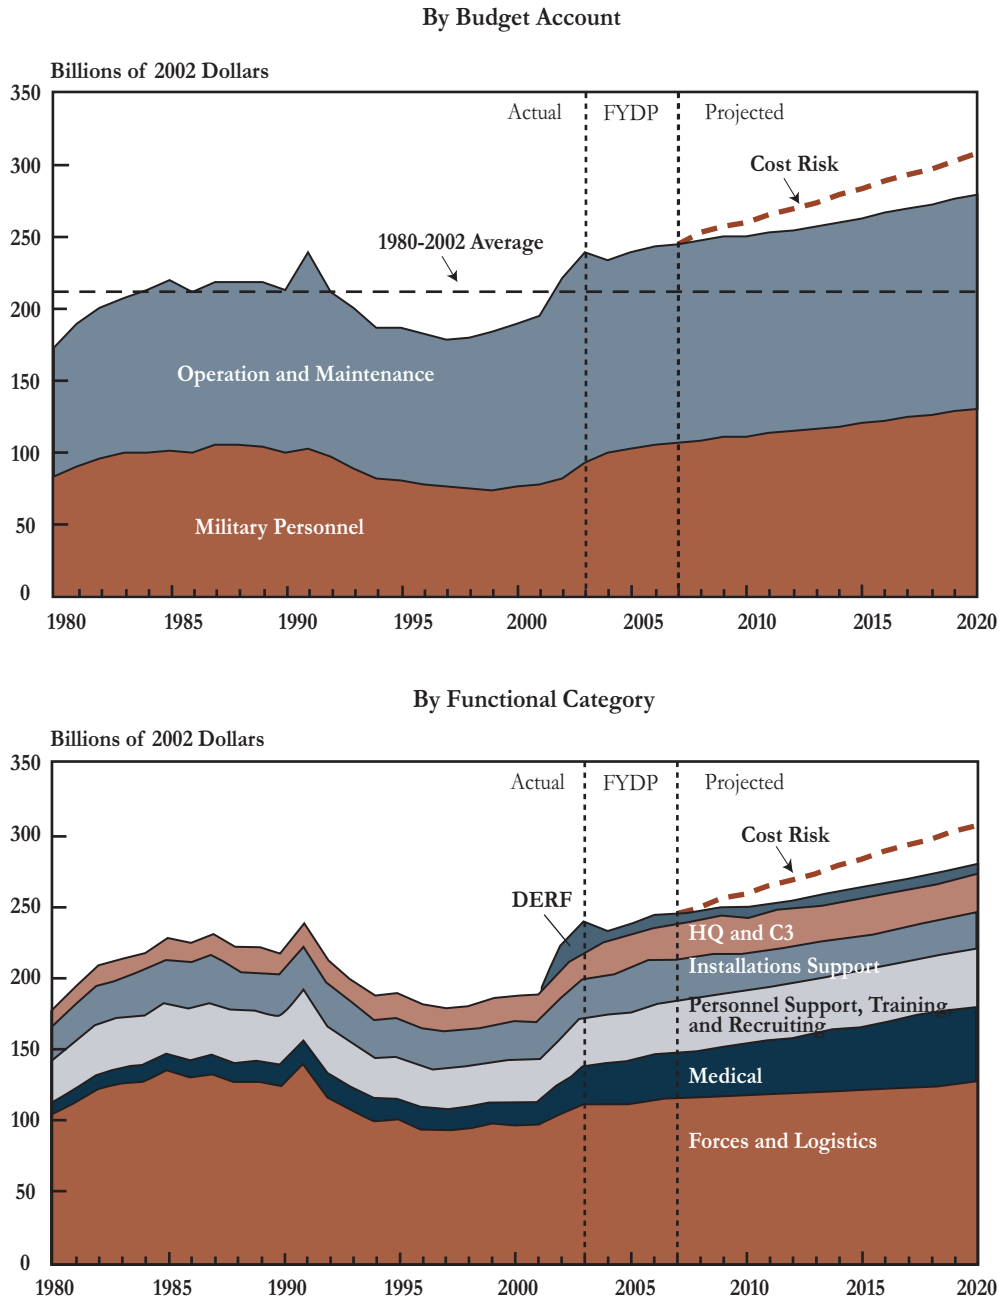 By Budget Account
Billions of 2002 Dollars
350
300
250
200
150
100
50
0
Actual
FYDP
Projected
Cost Risk
1980-2002 Average
Operation and Maintenance
Military Personnel
1980 1985 1990 1995 2000 2005 2010 2015 2020
By Functional Category
Billions of 2002 Dollars
350
300
250
200
150
100
50
0
Actual
FYDP
Projected
Cost Risk
DERF
HQ and C3
Installations Support
Personnel Support, Training,
and Recruiting
Medical
Forces and Logistics
1980 1985 1990 1995 2000 2005 2010 2015 2020